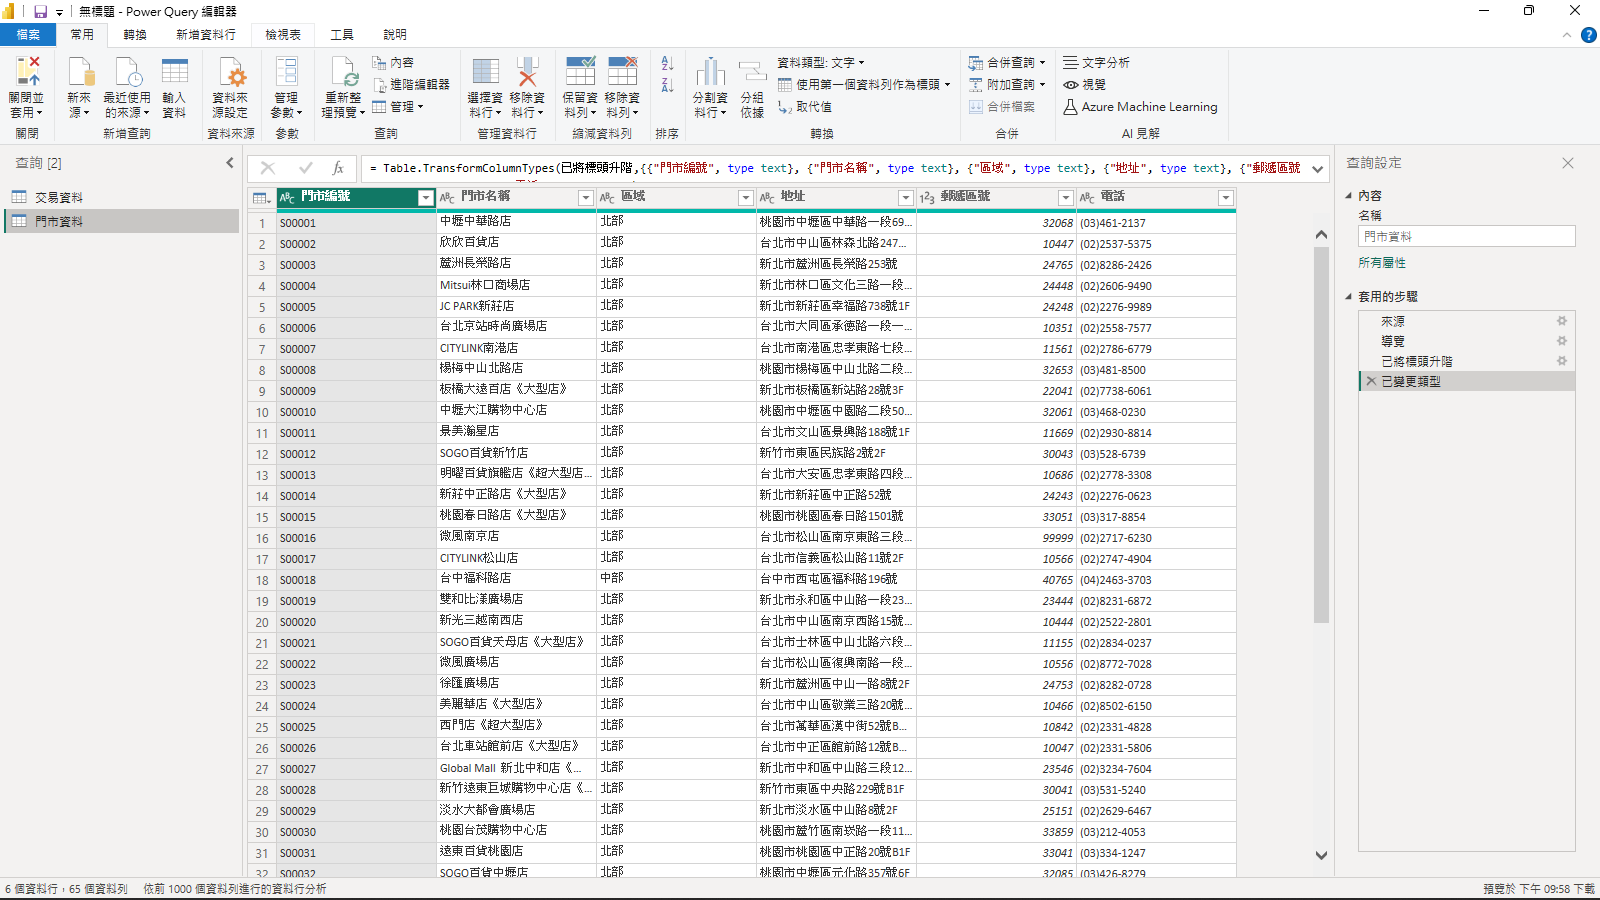 無標題 - Power Query 編輯器
檔案 常用 轉換 新增資料行 檢視表 工具 說明
關閉並套用 關閉
新來源 最近使用的來源 輸入資料 新增查詢
資料來源設定 資料來源
管理參數 參數
重新整理預覽 內容 進階編輯器 管理 查詢
選擇資料行 移除資料行 管理資料行
保留資料列 移除資料列 縮減資料列
排序
分割資料行 分組依據 資料類型: 文字 使用第一個資料列作為標頭 取代值 轉換
合併查詢 附加查詢 合併檔案 合併
文字分析 視覺 Azure Machine Learning AI 見解
查詢 [2]
交易資料
門市資料
= Table.TransformColumnTypes(已將標頭升階,{{"門市編號", type text}, {"門市名稱", type text}, {"區域", type text}, {"地址", type text}, {"郵遞區號
門市編號 門市名稱 區域 地址 郵遞區號 電話
1 S00001 中壢中華路店 北部 桃園市中壢區中華路一段69... 32068 (03)461-2137
2 S00002 欣欣百貨店 北部 台北市中山區林森北路247... 10447 (02)2537-5375
3 S00003 蘆洲長榮路店 北部 新北市蘆洲區長榮路253號 24765 (02)8286-2426
4 S00004 Mitsui林口商場店 北部 新北市林口區文化三路一段... 24448 (02)2606-9490
5 S00005 JC PARK新莊店 北部 新北市新莊區幸福路738號1F 24248 (02)2276-9989
6 S00006 台北京站時尚廣場店 北部 台北市大同區承德路一段一... 10351 (02)2558-7577
7 S00007 CITYLINK南港店 北部 台北市南港區忠孝東路七段... 11561 (02)2786-6779
8 S00008 楊梅中山北路店 北部 桃園市楊梅區中山北路二段... 32653 (03)481-8500
9 S00009 板橋大遠百店《大型店》 北部 新北市板橋區新站路28號3F 22041 (02)7738-6061
10 S00010 中壢大江購物中心店 北部 桃園市中壢區中園路二段50... 32061 (03)468-0230
11 S00011 景美瀚星店 北部 台北市文山區景興路188號1F 11669 (02)2930-8814
12 S00012 SOGO百貨新竹店 北部 新竹市東區民族路2號2F 30043 (03)528-6739
13 S00013 明曜百貨旗艦店《超大型店... 北部 台北市大安區忠孝東路四段... 10686 (02)2778-3308
14 S00014 新莊中正路店《大型店》 北部 新北市新莊區中正路52號 24243 (02)2276-0623
15 S00015 桃園春日路店《大型店》 北部 桃園市桃園區春日路1501號 33051 (03)317-8854
16 S00016 微風南京店 北部 台北市松山區南京東路三段... 99999 (02)2717-6230
17 S00017 CITYLINK松山店 北部 台北市信義區松山路11號2F 10566 (02)2747-4904
18 S00018 台中福科路店 中部 台中市西屯區福科路196號 40765 (04)2463-3703
19 S00019 雙和比漾廣場店 北部 新北市永和區中山路一段23... 23444 (02)8231-6872
20 S00020 新光三越南西店 北部 台北市中山區南京西路15號... 10444 (02)2522-2801
21 S00021 SOGO百貨天母店《大型店》 北部 台北市士林區中山北路六段... 11155 (02)2834-0237
22 S00022 微風廣場店 北部 台北市松山區復興南路一段... 10556 (02)8772-7028
23 S00023 徐匯廣場店 北部 新北市蘆洲區中山一路8號2F 24753 (02)8282-0728
24 S00024 美麗華店《大型店》 北部 台北市中山區敬業三路20號... 10466 (02)8502-6150
25 S00025 西門店《超大型店》 北部 台北市萬華區漢中街52號B... 10842 (02)2331-4828
26 S00026 台北車站館前店《大型店》 北部 台北市中正區館前路12號B... 10047 (02)2331-5806
27 S00027 Global Mall 新北中和店《... 北部 新北市中和區中山路三段12... 23546 (02)3234-7604
28 S00028 新竹遠東巨城購物中心店《... 北部 新竹市東區中央路229號B1F 30041 (03)531-5240
29 S00029 淡水大都會廣場店 北部 新北市淡水區中山路8號2F 25151 (02)2629-6467
30 S00030 桃園台茂購物中心店 北部 桃園市蘆竹區南崁路一段11... 33859 (03)212-4053
31 S00031 遠東百貨桃園店 北部 桃園市桃園區中正路20號B1F 33041 (03)334-1247
32 S00032 SOGO百貨中壢店 北部 桃園市中壢區元化路357號6F 32085 (03)426-8279
查詢設定
內容
名稱
門市資料
所有屬性
套用的步驟
來源
導覽
已將標頭升階
已變更類型
6 個資料行，65 個資料列 依前 1000 個資料列進行的資料行分析
預覽於 下午 09:58 下載